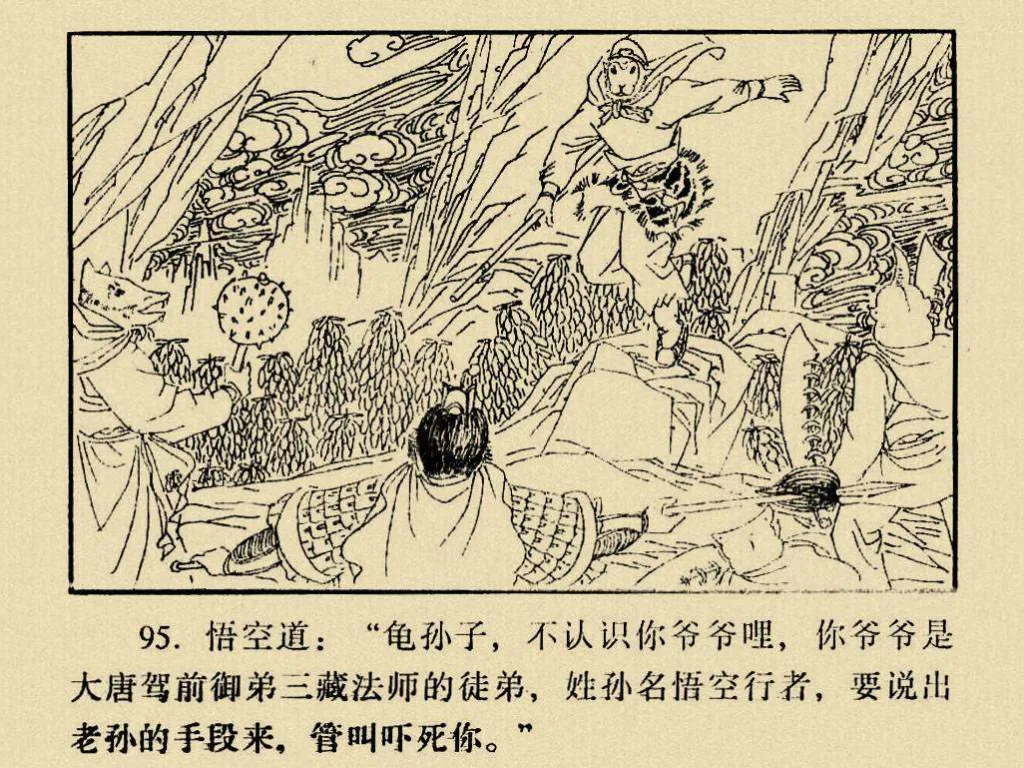 95. 悟空道：“龟孙子，不认识你爷爷哩，你爷爷是
大唐驾前御弟三藏法师的徒弟，姓孙名悟空行者，要说出
老孙的手段来，管叫吓死你。”